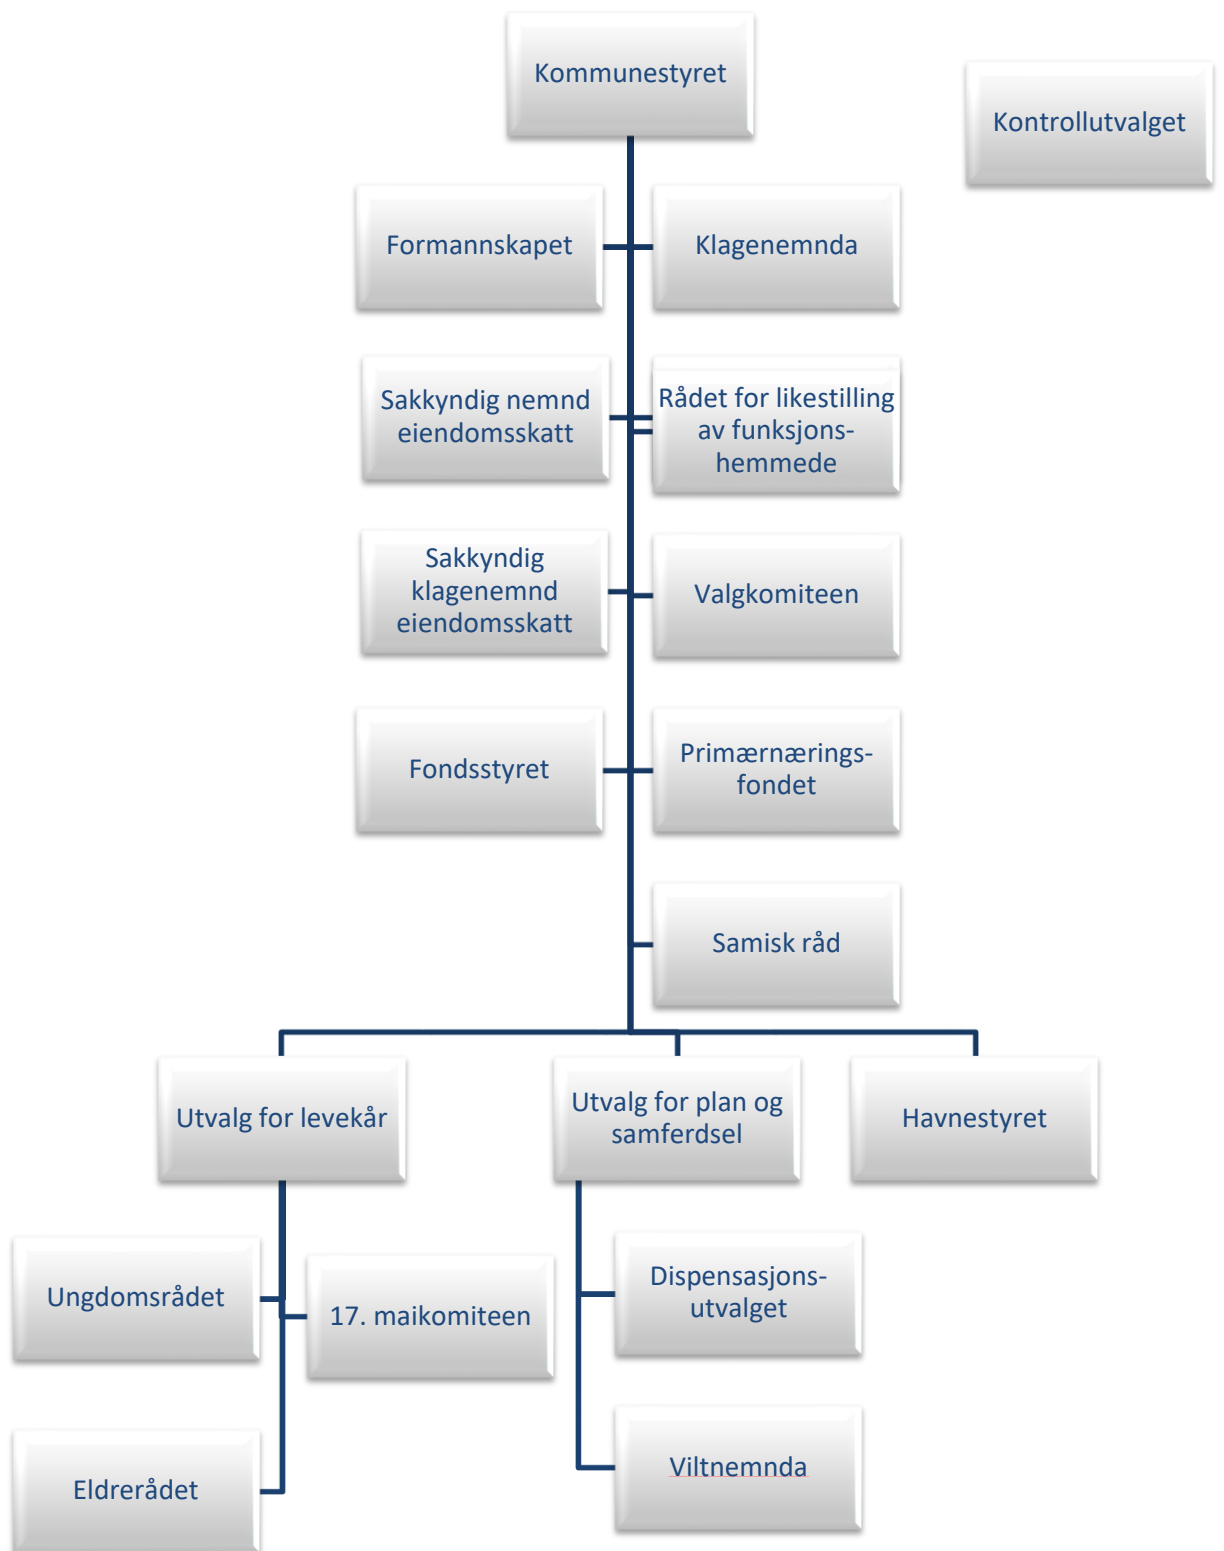 Kommunestyret
Kontrollutvalget
Formannskapet
Klagenemnda
Sakkyndig nemnd
eiendomsskatt
Rådet for likestilling
av funksjons-
hemmede
Sakkyndig
klagenemnd
eiendomsskatt
Valgkomiteen
Fondsstyret
Primærnærings-
fondet
Samisk råd
Utvalg for levekår
Utvalg for plan og
samferdsel
Havnestyret
Ungdomsrådet
17. maikomiteen
Dispensasjons-
utvalget
Eldrerådet
Viltnemnda